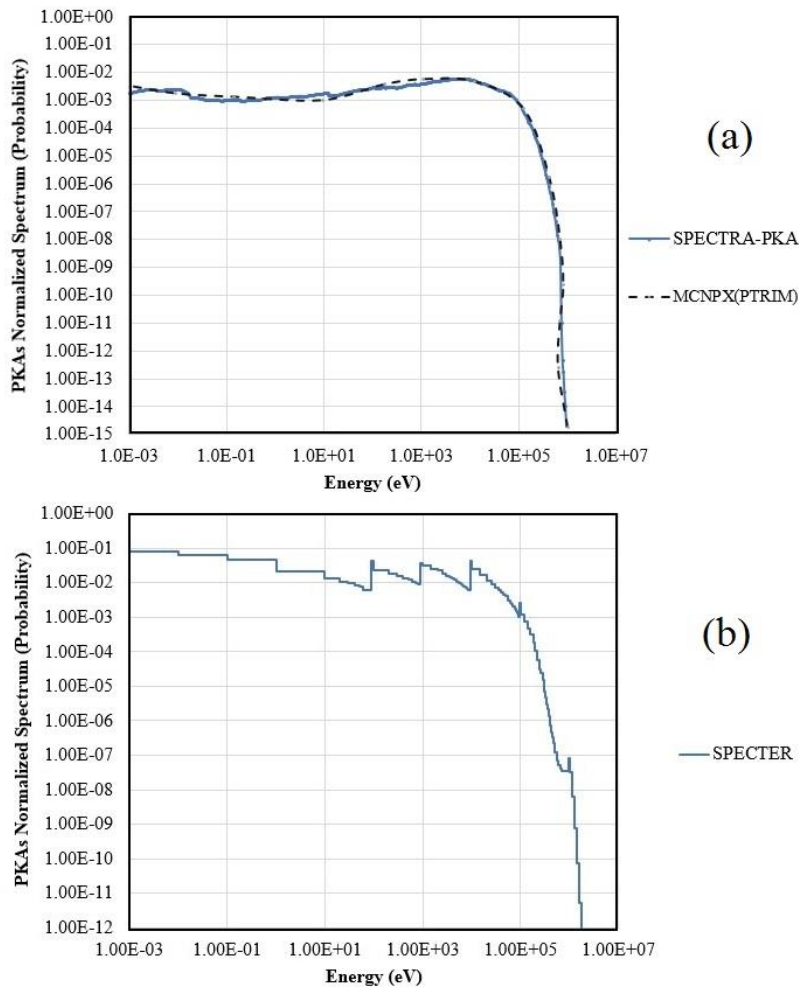 PKAs Normalized Spectrum (Probability)
1.00E+00
1.00E-01
1.00E-02
1.00E-03
1.00E-04
1.00E-05
1.00E-06
1.00E-07
1.00E-08
1.00E-09
1.00E-10
1.00E-11
1.00E-12
1.00E-13
1.00E-14
1.00E-15
1.0E-03 1.0E-01 1.0E+01 1.0E+03 1.0E+05 1.0E+07
Energy (eV)
(a)
SPECTRA-PKA
MCNPX(PTRIM)
PKAs Normalized Spectrum (Probability)
1.00E+00
1.00E-01
1.00E-02
1.00E-03
1.00E-04
1.00E-05
1.00E-06
1.00E-07
1.00E-08
1.00E-09
1.00E-10
1.00E-11
1.00E-12
1.00E-03 1.00E-01 1.00E+01 1.00E+03 1.00E+05 1.00E+07
Energy (eV)
(b)
SPECTER